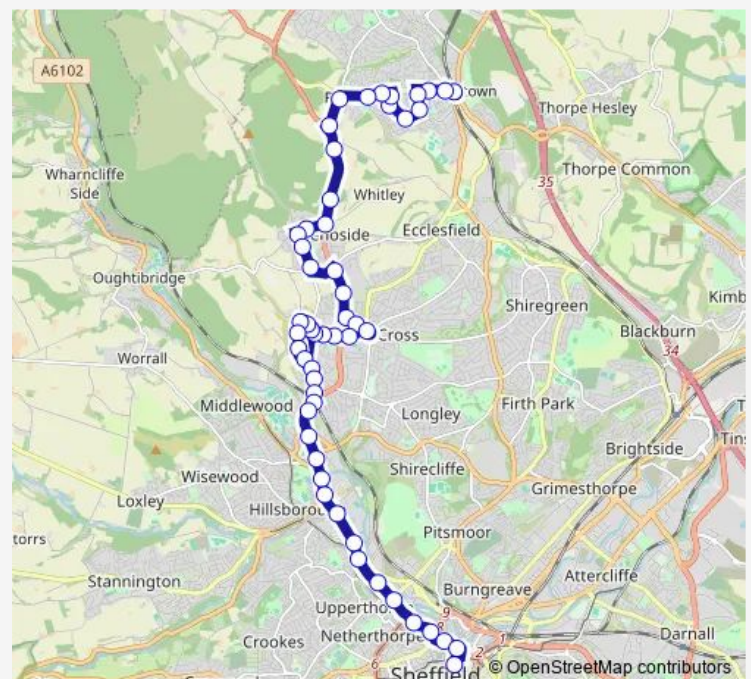 A6102
Thorpe Hesley
Thorpe Common
Wharncliffe
Side
35
Whitley
Ecclesfield
Oughtibridge
Shiregreen
Kimb
Blackburn
Cross
34
Worrall
Middlewood
Longley
Firth Park
Brightside
Tins
Shirecliffe
Wisewood
Grimesthorpe
Loxley
Hillsboro
torrs
Pitsmoor
Stannington
Attercliffe
Burngreave
Uppertho
9
Netherthorpe
8
1
Darnall
Crookes
6
2
Sheffield
© OpenStreetMap contributors